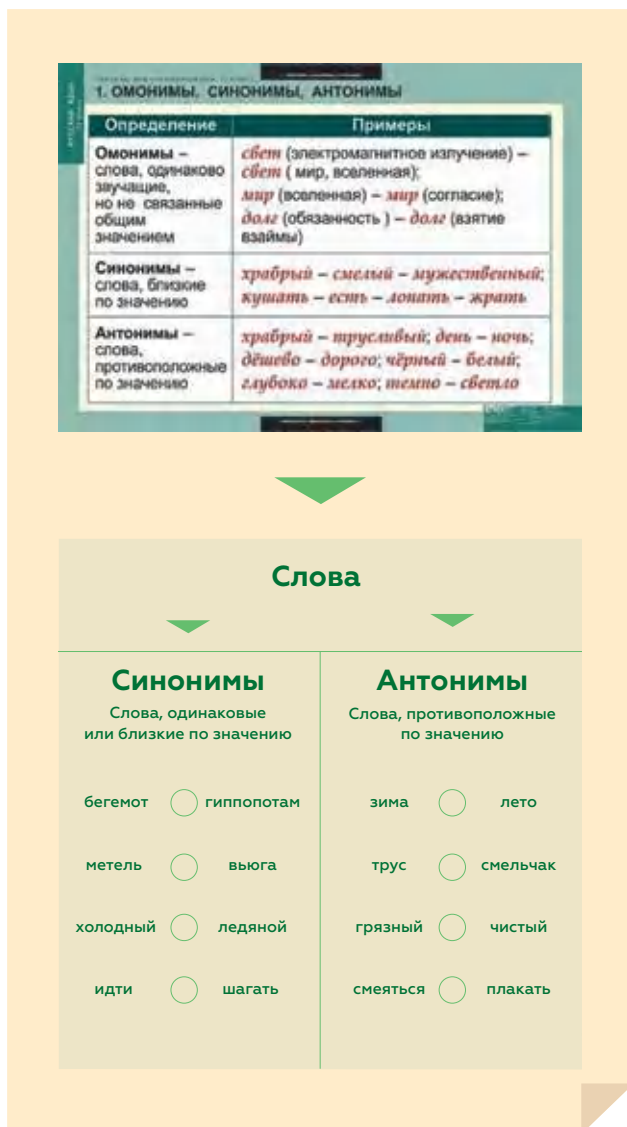 1. ОМОНИМЫ, СИНОНИМЫ, АНТОНИМЫ
Определение Примеры
Омонимы –
слова, одинаково
звучащие,
но не связанные
общим
значением
свет (электромагнитное излучение) –
свет ( мир, вселенная);
мир (вселенная) – мир (согласие);
долг (обязанность ) – долг (взятие
взаймы)
Синонимы –
слова, близкие
по значению
храбрый – смелый – мужественный;
кушать – есть – лопать – жрать
Антонимы –
слова,
противоположные
по значению
храбрый – трусливый; день – ночь;
дёшево – дорого; чёрный – белый;
глубоко – мелко; темно – светло
Слова
Синонимы
Слова, одинаковые
или близкие по значению
бегемот гиппопотам
метель вьюга
холодный ледяной
идти шагать
Антонимы
Слова, противоположные
по значению
зима лето
трус смельчак
грязный чистый
смеяться плакать